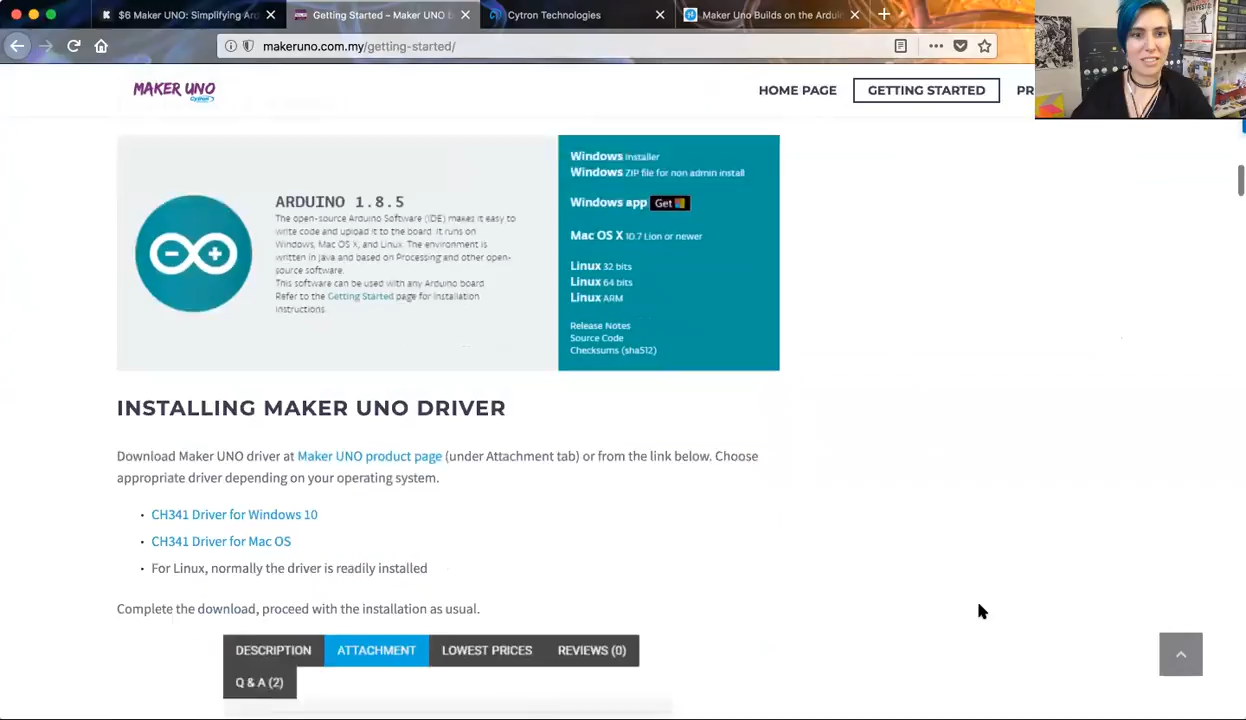 $6 Maker UNO: Simplifying Ar
Getting Started – Maker UNO b
Cytron Technologies
Maker Uno Builds on the Ardui
makeruno.com.my/getting-started/
MAKER UNO
Cytron
HOME PAGE
GETTING STARTED
PR
ARDUINO 1.8.5
The open-source Arduino Software (IDE) makes it easy to
write code and upload it to the board. It runs on
Windows, Mac OS X, and Linux. The environment is
written in Java and based on Processing and other open-
source software.
This software can be used with any Arduino board.
Refer to the Getting Started page for Installation
instructions.
Windows Installer
Windows ZIP file for non admin install
Windows app Get
Mac OS X 10.7 Lion or newer
Linux 32 bits
Linux 64 bits
Linux ARM
Release Notes
Source Code
Checksums (sha512)
INSTALLING MAKER UNO DRIVER
Download Maker UNO driver at Maker UNO product page (under Attachment tab) or from the link below. Choose
appropriate driver depending on your operating system.
• CH341 Driver for Windows 10
• CH341 Driver for Mac OS
• For Linux, normally the driver is readily installed
Complete the download, proceed with the installation as usual.
DESCRIPTION ATTACHMENT LOWEST PRICES REVIEWS (0)
Q & A (2)